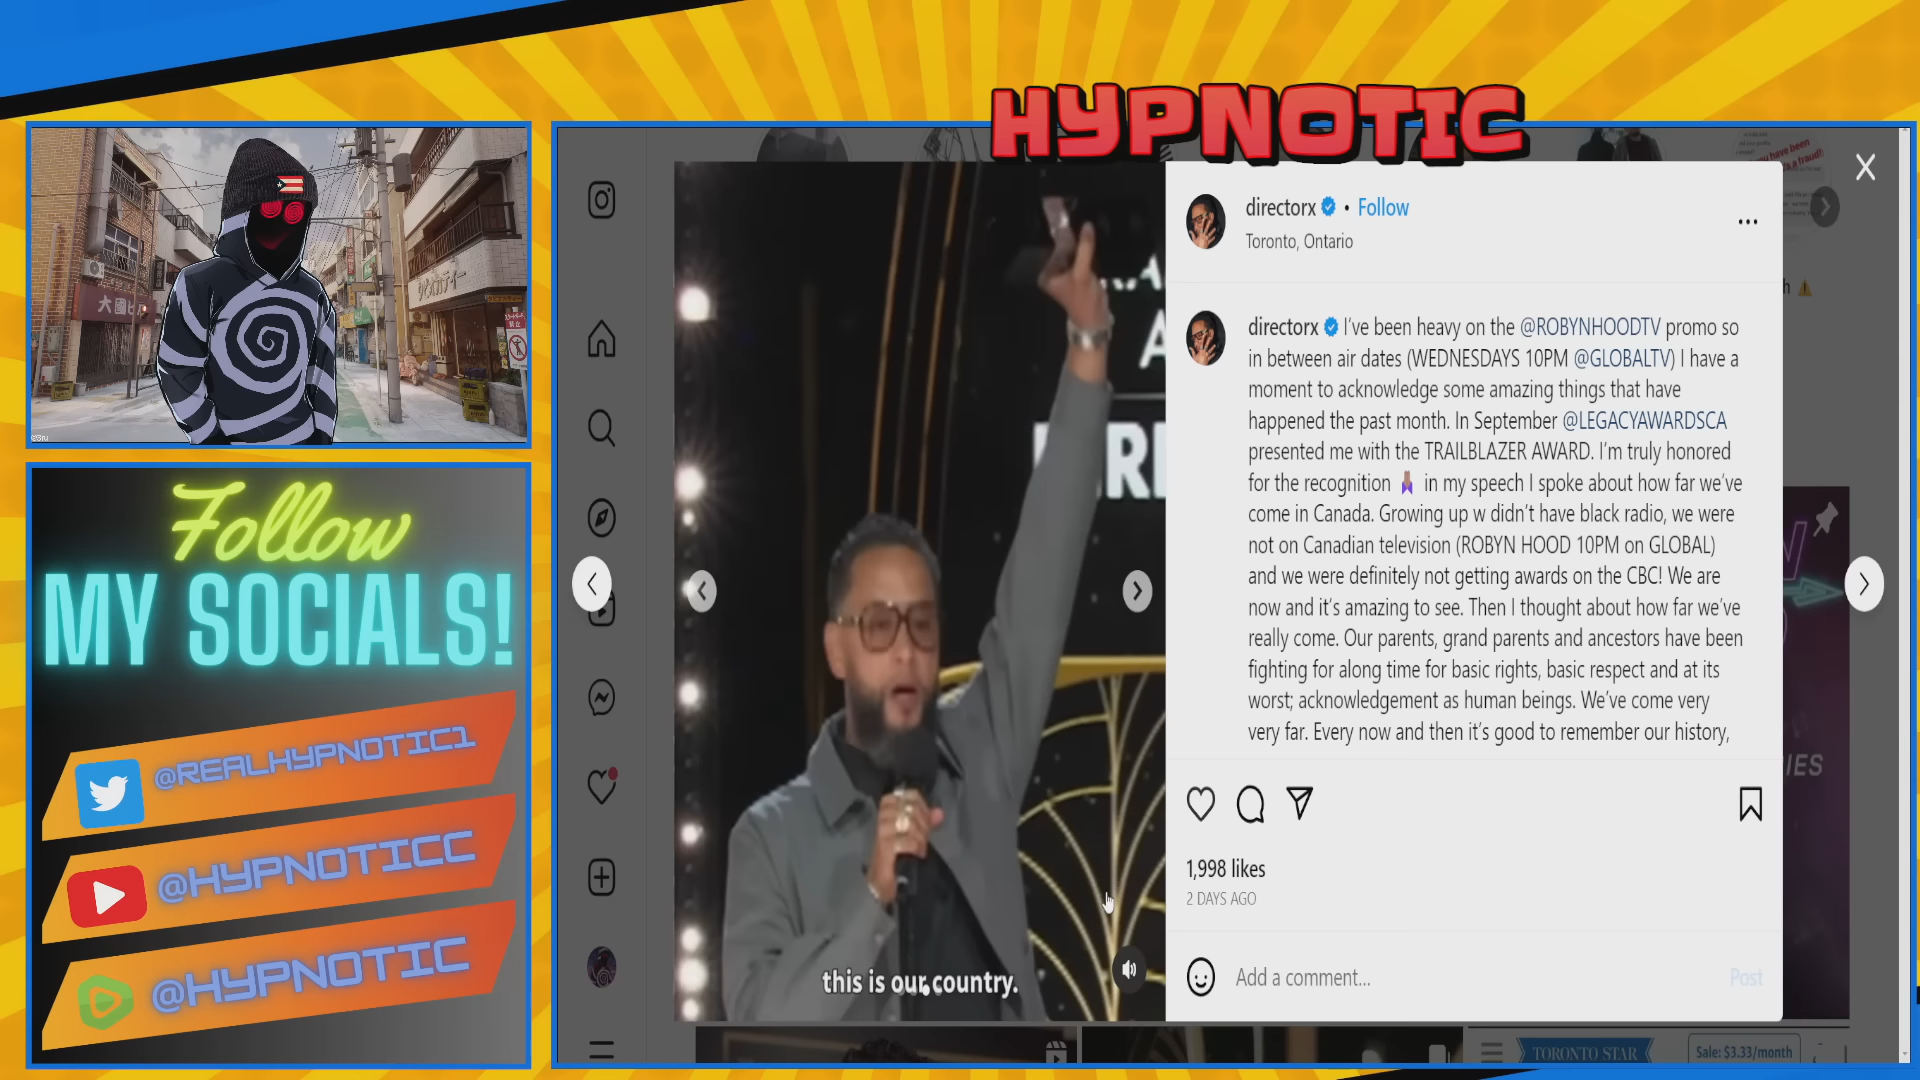 HYPNOTIC
Follow
MY SOCIALS!
@REALHYPNOTIC1
@HYPNOTICC
@HYPNOTIC
this is our country.
directorx • Follow
Toronto, Ontario
directorx I've been heavy on the @ROBYNHOODTV promo so
in between air dates (WEDNESDAYS 10PM @GLOBALTV) I have a
moment to acknowledge some amazing things that have
happened the past month. In September @LEGACYAWARDSCA
presented me with the TRAILBLAZER AWARD. I'm truly honored
for the recognition in my speech I spoke about how far we've
come in Canada. Growing up w didn't have black radio, we were
not on Canadian television (ROBYN HOOD 10PM on GLOBAL)
and we were definitely not getting awards on the CBC! We are
now and it's amazing to see. Then I thought about how far we've
really come. Our parents, grand parents and ancestors have been
fighting for along time for basic rights, basic respect and at its
worst; acknowledgement as human beings. We've come very
very far. Every now and then it's good to remember our history,
1,998 likes
2 DAYS AGO
Add a comment...
Post
TORONTO STAR
Sale: $3.33/month